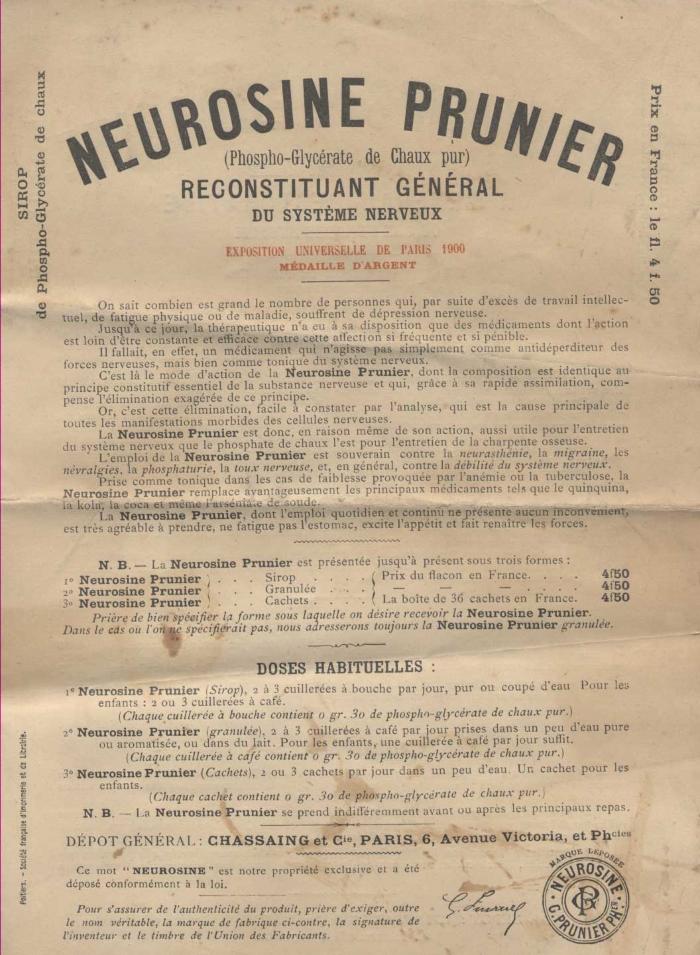 SIROP
de Phospho-Glycérate de chaux
Prix en France : le fl. 4 f. 50
NEUROSINE PRUNIER
(Phospho-Glycérate de Chaux pur)
RECONSTITUANT GÉNÉRAL
DU SYSTÈME NERVEUX
EXPOSITION UNIVERSELLE DE PARIS 1900
MÉDAILLE D'ARGENT
On sait combien est grand le nombre de personnes qui, par suite d'excès de travail intellec-
tuel, de fatigue physique ou de maladie, souffrent de dépression nerveuse.
Jusqu'à ce jour, la thérapeutique n'a eu à sa disposition que des médicaments dont l'action
est loin d'être constante et efficace contre cette affection si fréquente et si pénible.
Il fallait, en effet, un médicament qui n'agisse pas simplement comme antidéperditeur des
forces nerveuses, mais bien comme tonique du système nerveux.
C'est là le mode d'action de la Neurosine Prunier, dont la composition est identique au
principe constitutif essentiel de la substance nerveuse et qui, grâce à sa rapide assimilation, com-
pense l'élimination exagérée de ce principe.
Or, c'est cette élimination, facile à constater par l'analyse, qui est la cause principale de
toutes les manifestations morbides des cellules nerveuses.
La Neurosine Prunier est donc, en raison même de son action, aussi utile pour l'entretien
du système nerveux que le phosphate de chaux l'est pour l'entretien de la charpente osseuse.
L'emploi de la Neurosine Prunier est souverain contre la neurasthénie, la migraine, les
névralgies, la phosphaturie, la toux nerveuse, et, en général, contre la débilité du système nerveux.
Prise comme tonique dans les cas de faiblesse provoquée par l'anémie ou la tuberculose, la
Neurosine Prunier remplace avantageusement les principaux médicaments tels que le quinquina,
la kola, la coca et même l'arséniate de soude.
La Neurosine Prunier, dont l'emploi quotidien et continu ne présente aucun inconvénient,
est très agréable à prendre, ne fatigue pas l'estomac, excite l'appétit et fait renaître les forces.
N. B. — La Neurosine Prunier est présentée jusqu'à présent sous trois formes :
1º Neurosine Prunier ) . . . Sirop . . . . ( Prix du flacon en France. . . . 4f50
2º Neurosine Prunier } . . . Granulée . . . { — — — . . . 4f50
3º Neurosine Prunier ) . . . Cachets . . . . ( La boîte de 36 cachets en France. 4f50
Prière de bien spécifier la forme sous laquelle on désire recevoir la Neurosine Prunier.
Dans le cas où l'on ne spécifierait pas, nous adresserons toujours la Neurosine Prunier granulée.
DOSES HABITUELLES :
1º Neurosine Prunier (Sirop), 2 à 3 cuillerées à bouche par jour, pur ou coupé d'eau Pour les
enfants : 2 ou 3 cuillerées à café.
(Chaque cuillerée à bouche contient 0 gr. 30 de phospho-glycérate de chaux pur.)
2º Neurosine Prunier (granulée), 2 à 3 cuillerées à café par jour prises dans un peu d'eau pure
ou aromatisée, ou dans du lait. Pour les enfants, une cuillerée à café par jour suffit.
(Chaque cuillerée à café contient 0 gr. 30 de phospho-glycérate de chaux pur.)
3º Neurosine Prunier (Cachets), 2 ou 3 cachets par jour dans un peu d'eau. Un cachet pour les
enfants.
(Chaque cachet contient 0 gr. 30 de phospho-glycérate de chaux pur.)
N. B. — La Neurosine Prunier se prend indifféremment avant ou après les principaux repas.
DÉPOT GÉNÉRAL : CHASSAING et Cie, PARIS, 6, Avenue Victoria, et Phcies
Ce mot "NEUROSINE" est notre propriété exclusive et a été
déposé conformément à la loi.
Pour s'assurer de l'authenticité du produit, prière d'exiger, outre
le nom véritable, la marque de fabrique ci-contre, la signature de
l'inventeur et le timbre de l'Union des Fabricants.
MARQUE DÉPOSÉE
NEUROSINE
G. PRUNIER PHen
Poitiers. – Société française d'Imprimerie et de Librairie.